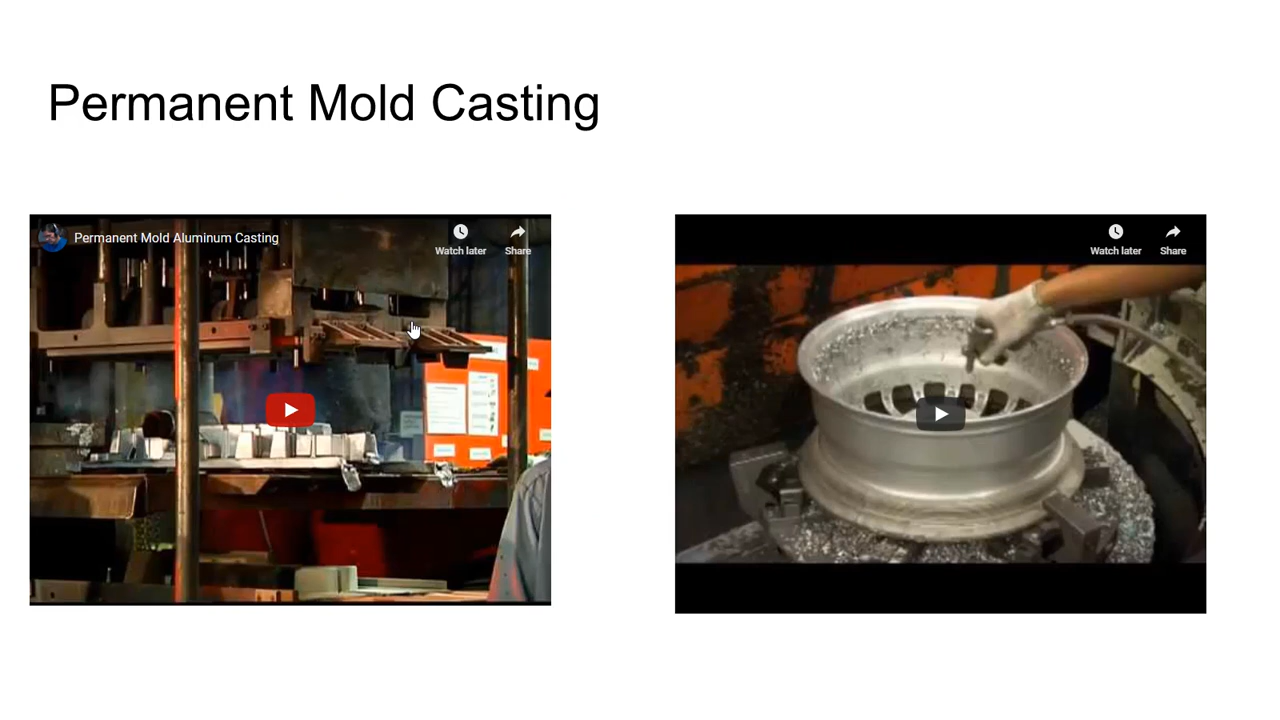 Permanent Mold Casting
Permanent Mold Aluminum Casting
Watch later
Share
Watch later
Share